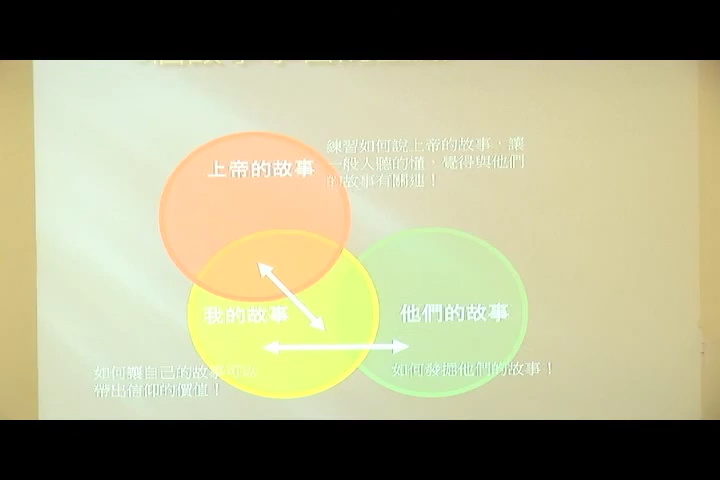 上帝的故事
練習如何說上帝的故事，讓
一般人聽的懂，覺得與他們
的故事有關連！
我的故事
他們的故事
如何讓自己的故事可以
帶出信仰的價值！
如何發掘他們的故事！